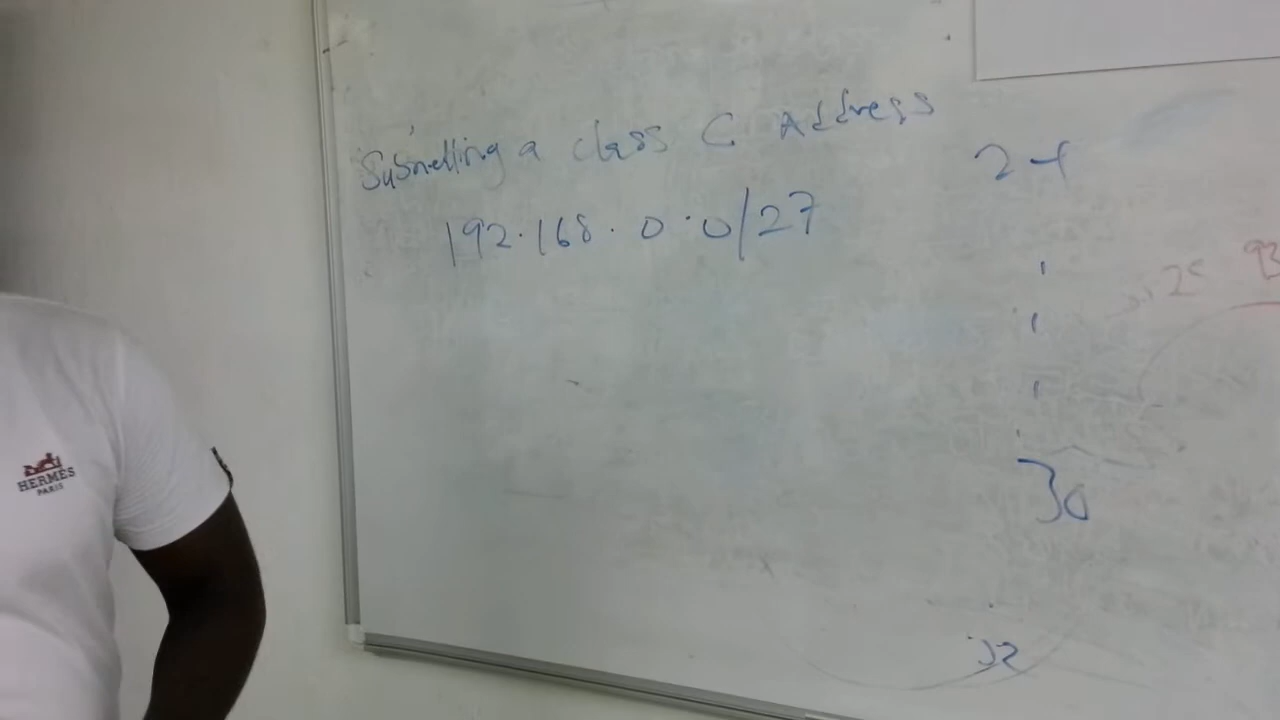 Subnetting a class C Address
192.168.0.0/27
24
30
32
HERMES
PARIS